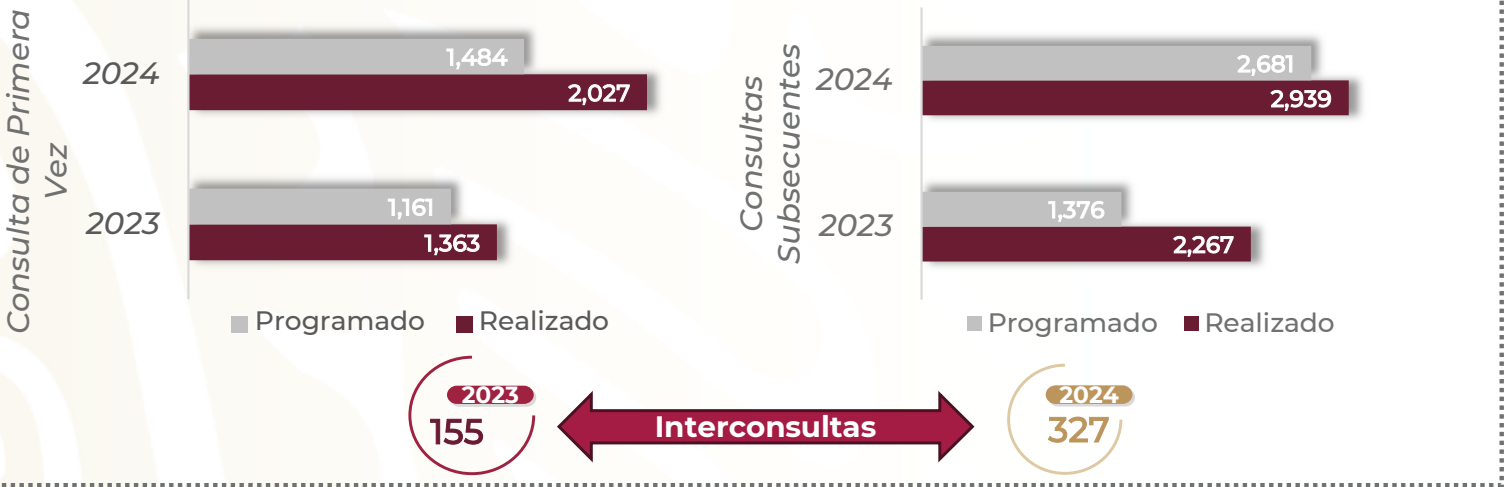 Consulta de Primera
Vez
2024
1,484
2,027
2023
1,161
1,363
Programado
Realizado
Consultas
Subsecuentes
2024
2,681
2,939
2023
1,376
2,267
Programado
Realizado
2023
155
Interconsultas
2024
327